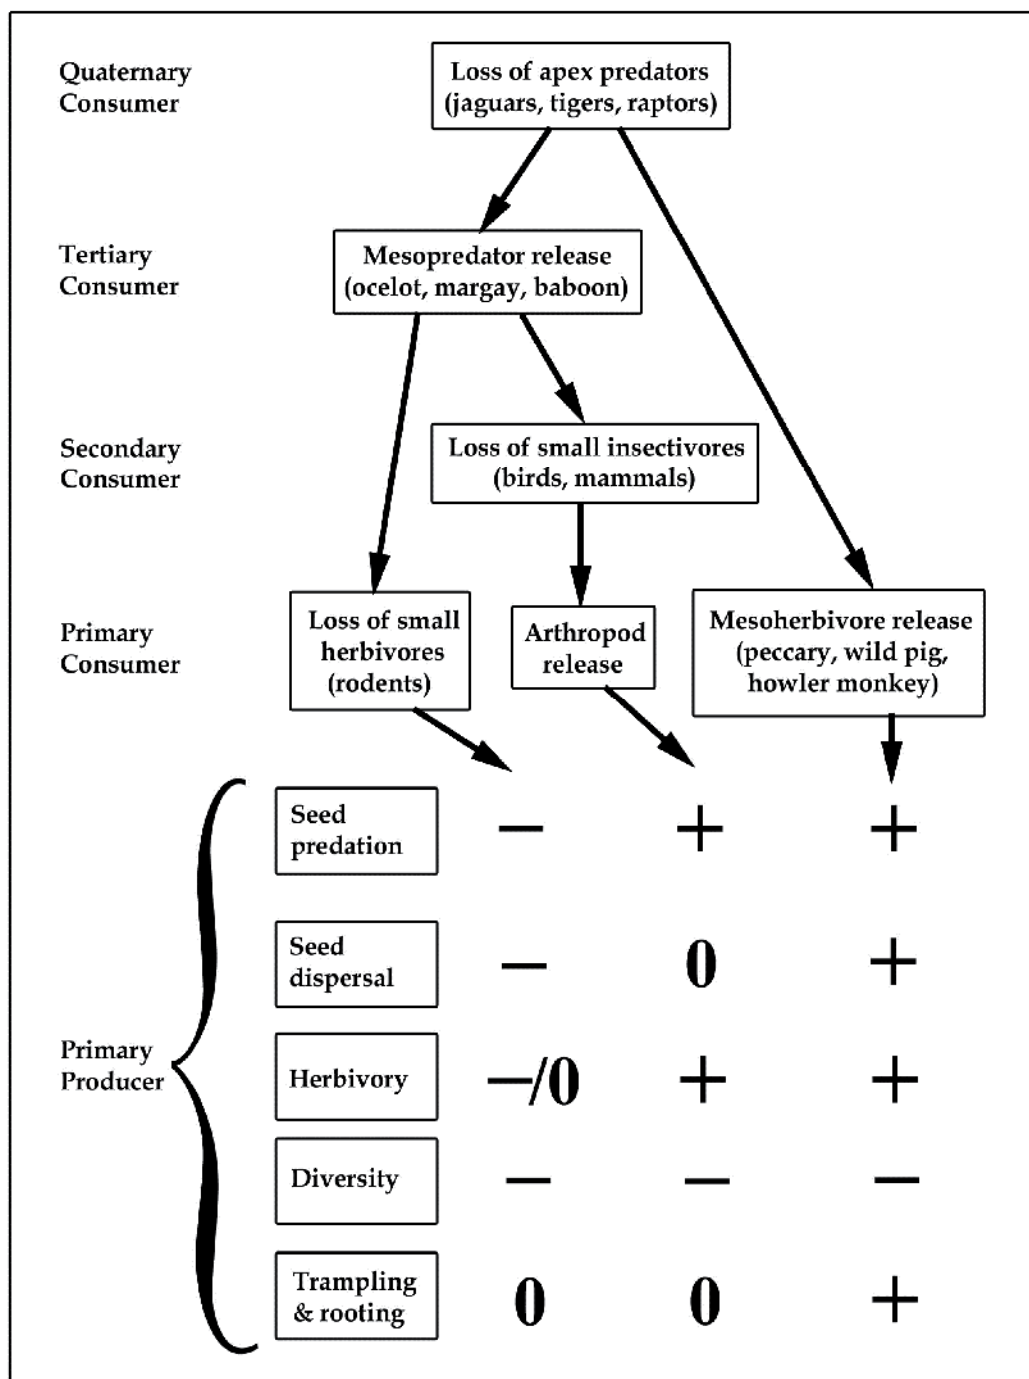 Quaternary
Consumer
Loss of apex predators
(jaguars, tigers, raptors)
Tertiary
Consumer
Mesopredator release
(ocelot, margay, baboon)
Secondary
Consumer
Loss of small insectivores
(birds, mammals)
Primary
Consumer
Loss of small
herbivores
(rodents)
Arthropod
release
Mesoherbivore release
(peccary, wild pig,
howler monkey)
Primary
Producer
Seed
predation
− + +
Seed
dispersal
− 0 +
Herbivory
−/0 + +
Diversity
− − −
Trampling
& rooting
0 0 +